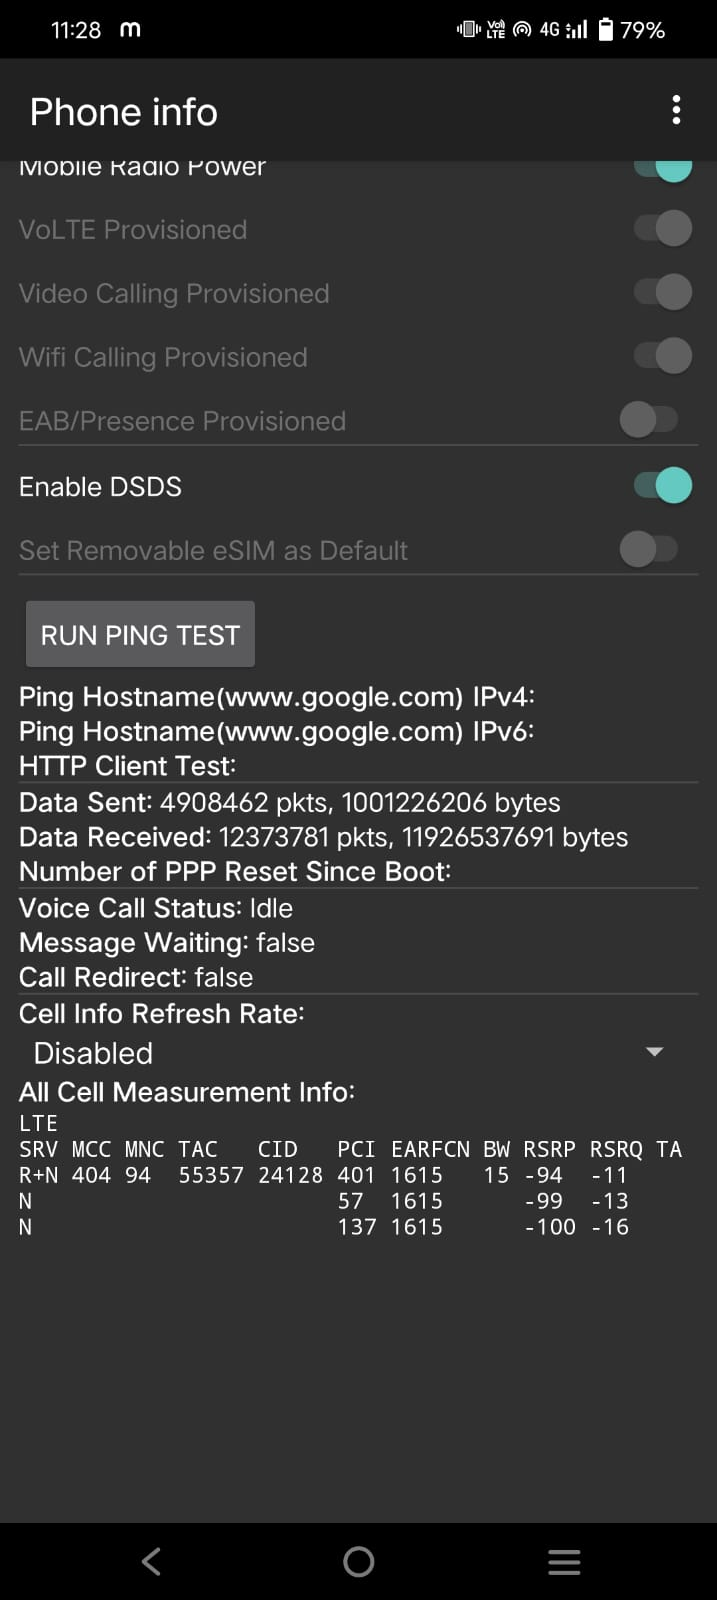 11:28 m Vo) LTE 4G 79%
Phone info
Mobile Radio Power
VoLTE Provisioned
Video Calling Provisioned
Wifi Calling Provisioned
EAB/Presence Provisioned
Enable DSDS
Set Removable eSIM as Default
RUN PING TEST
Ping Hostname(www.google.com) IPv4:
Ping Hostname(www.google.com) IPv6:
HTTP Client Test:
Data Sent: 4908462 pkts, 1001226206 bytes
Data Received: 12373781 pkts, 11926537691 bytes
Number of PPP Reset Since Boot:
Voice Call Status: Idle
Message Waiting: false
Call Redirect: false
Cell Info Refresh Rate:
Disabled
All Cell Measurement Info:
LTE
SRV MCC MNC TAC CID PCI EARFCN BW RSRP RSRQ TA
R+N 404 94 55357 24128 401 1615 15 -94 -11
N 57 1615 -99 -13
N 137 1615 -100 -16